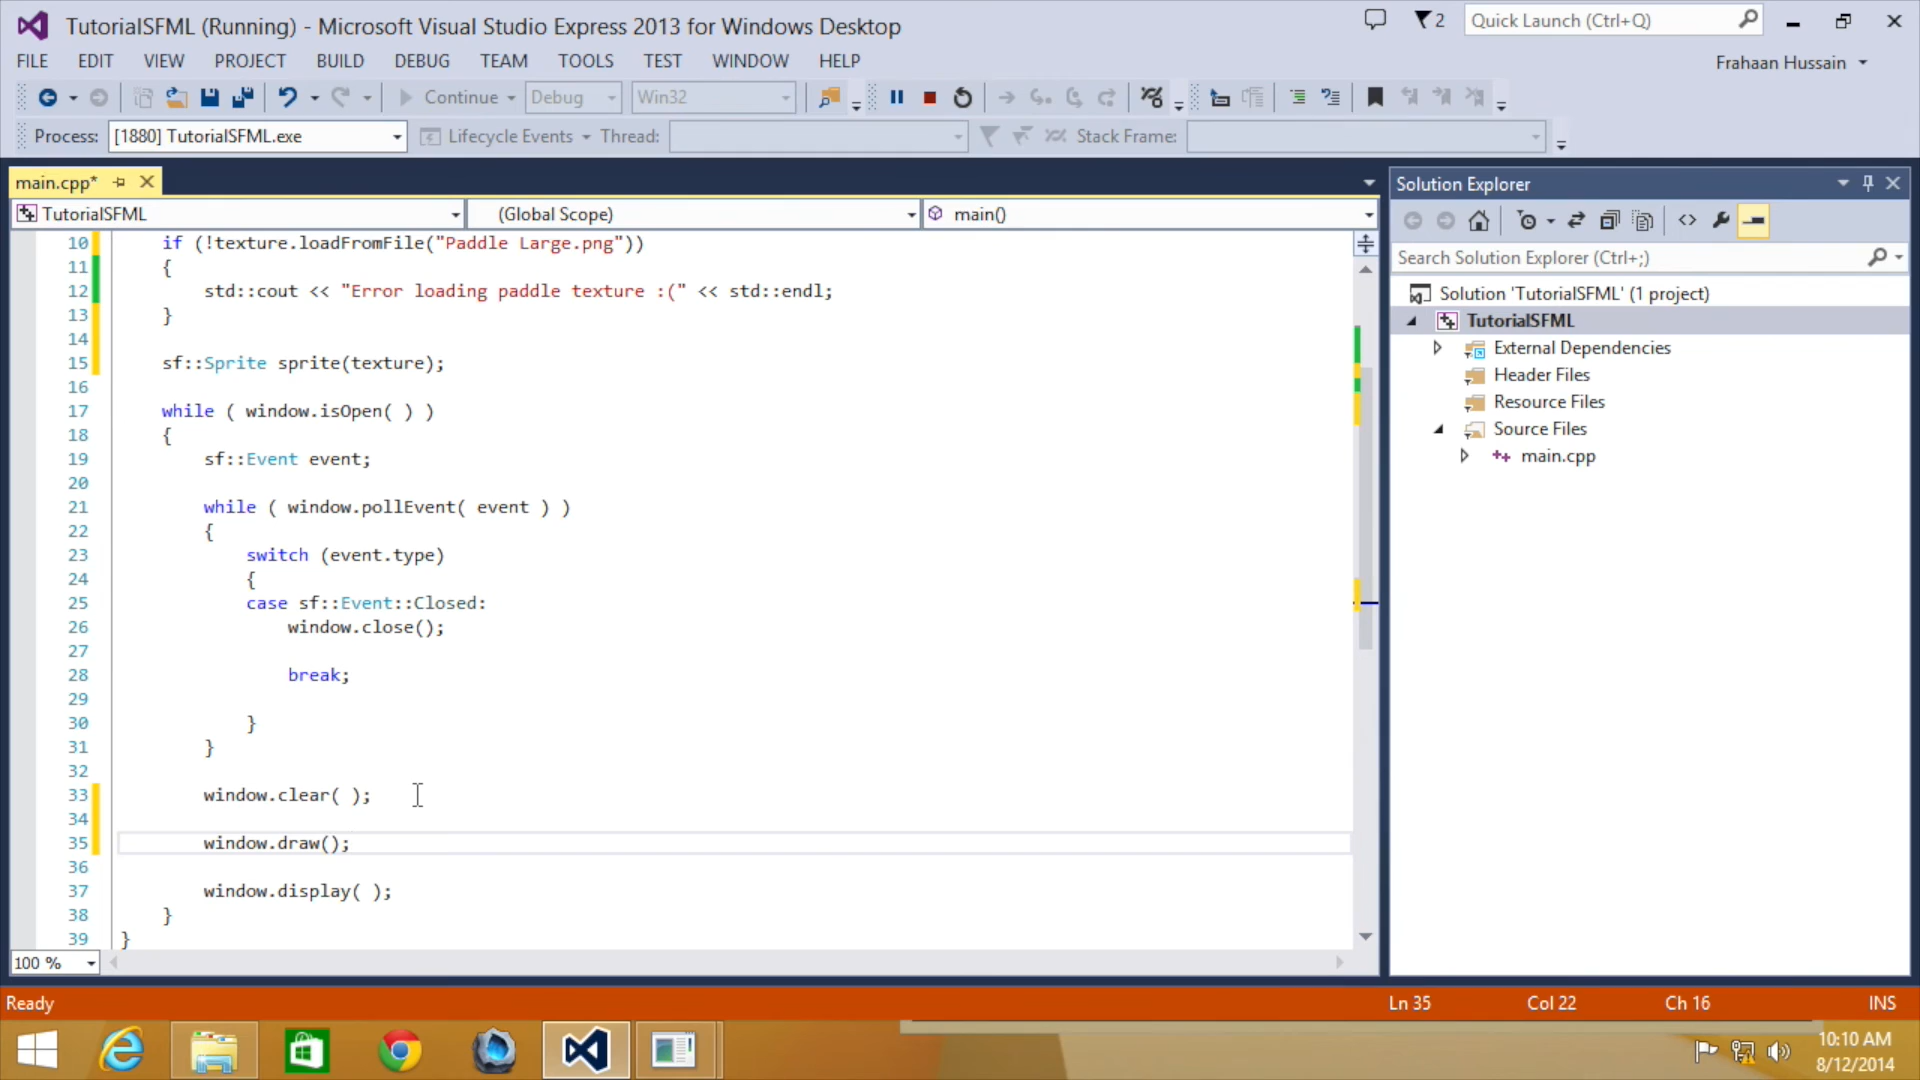 TutorialSFML (Running) - Microsoft Visual Studio Express 2013 for Windows Desktop
2
Quick Launch (Ctrl+Q)
FILE EDIT VIEW PROJECT BUILD DEBUG TEAM TOOLS TEST WINDOW HELP
Frahaan Hussain
Continue Debug Win32
Process: [1880] TutorialSFML.exe Lifecycle Events Thread: Stack Frame:
main.cpp*
TutorialSFML (Global Scope) main()
10 if (!texture.loadFromFile("Paddle Large.png"))
11 {
12 std::cout << "Error loading paddle texture :(" << std::endl;
13 }
14
15 sf::Sprite sprite(texture);
16
17 while ( window.isOpen( ) )
18 {
19 sf::Event event;
20
21 while ( window.pollEvent( event ) )
22 {
23 switch (event.type)
24 {
25 case sf::Event::Closed:
26 window.close();
27
28 break;
29
30 }
31 }
32
33 window.clear( );
34
35 window.draw();
36
37 window.display( );
38 }
39 }
100 %
Solution Explorer
Search Solution Explorer (Ctrl+;)
Solution 'TutorialSFML' (1 project)
TutorialSFML
External Dependencies
Header Files
Resource Files
Source Files
main.cpp
Ready Ln 35 Col 22 Ch 16 INS
10:10 AM
8/12/2014